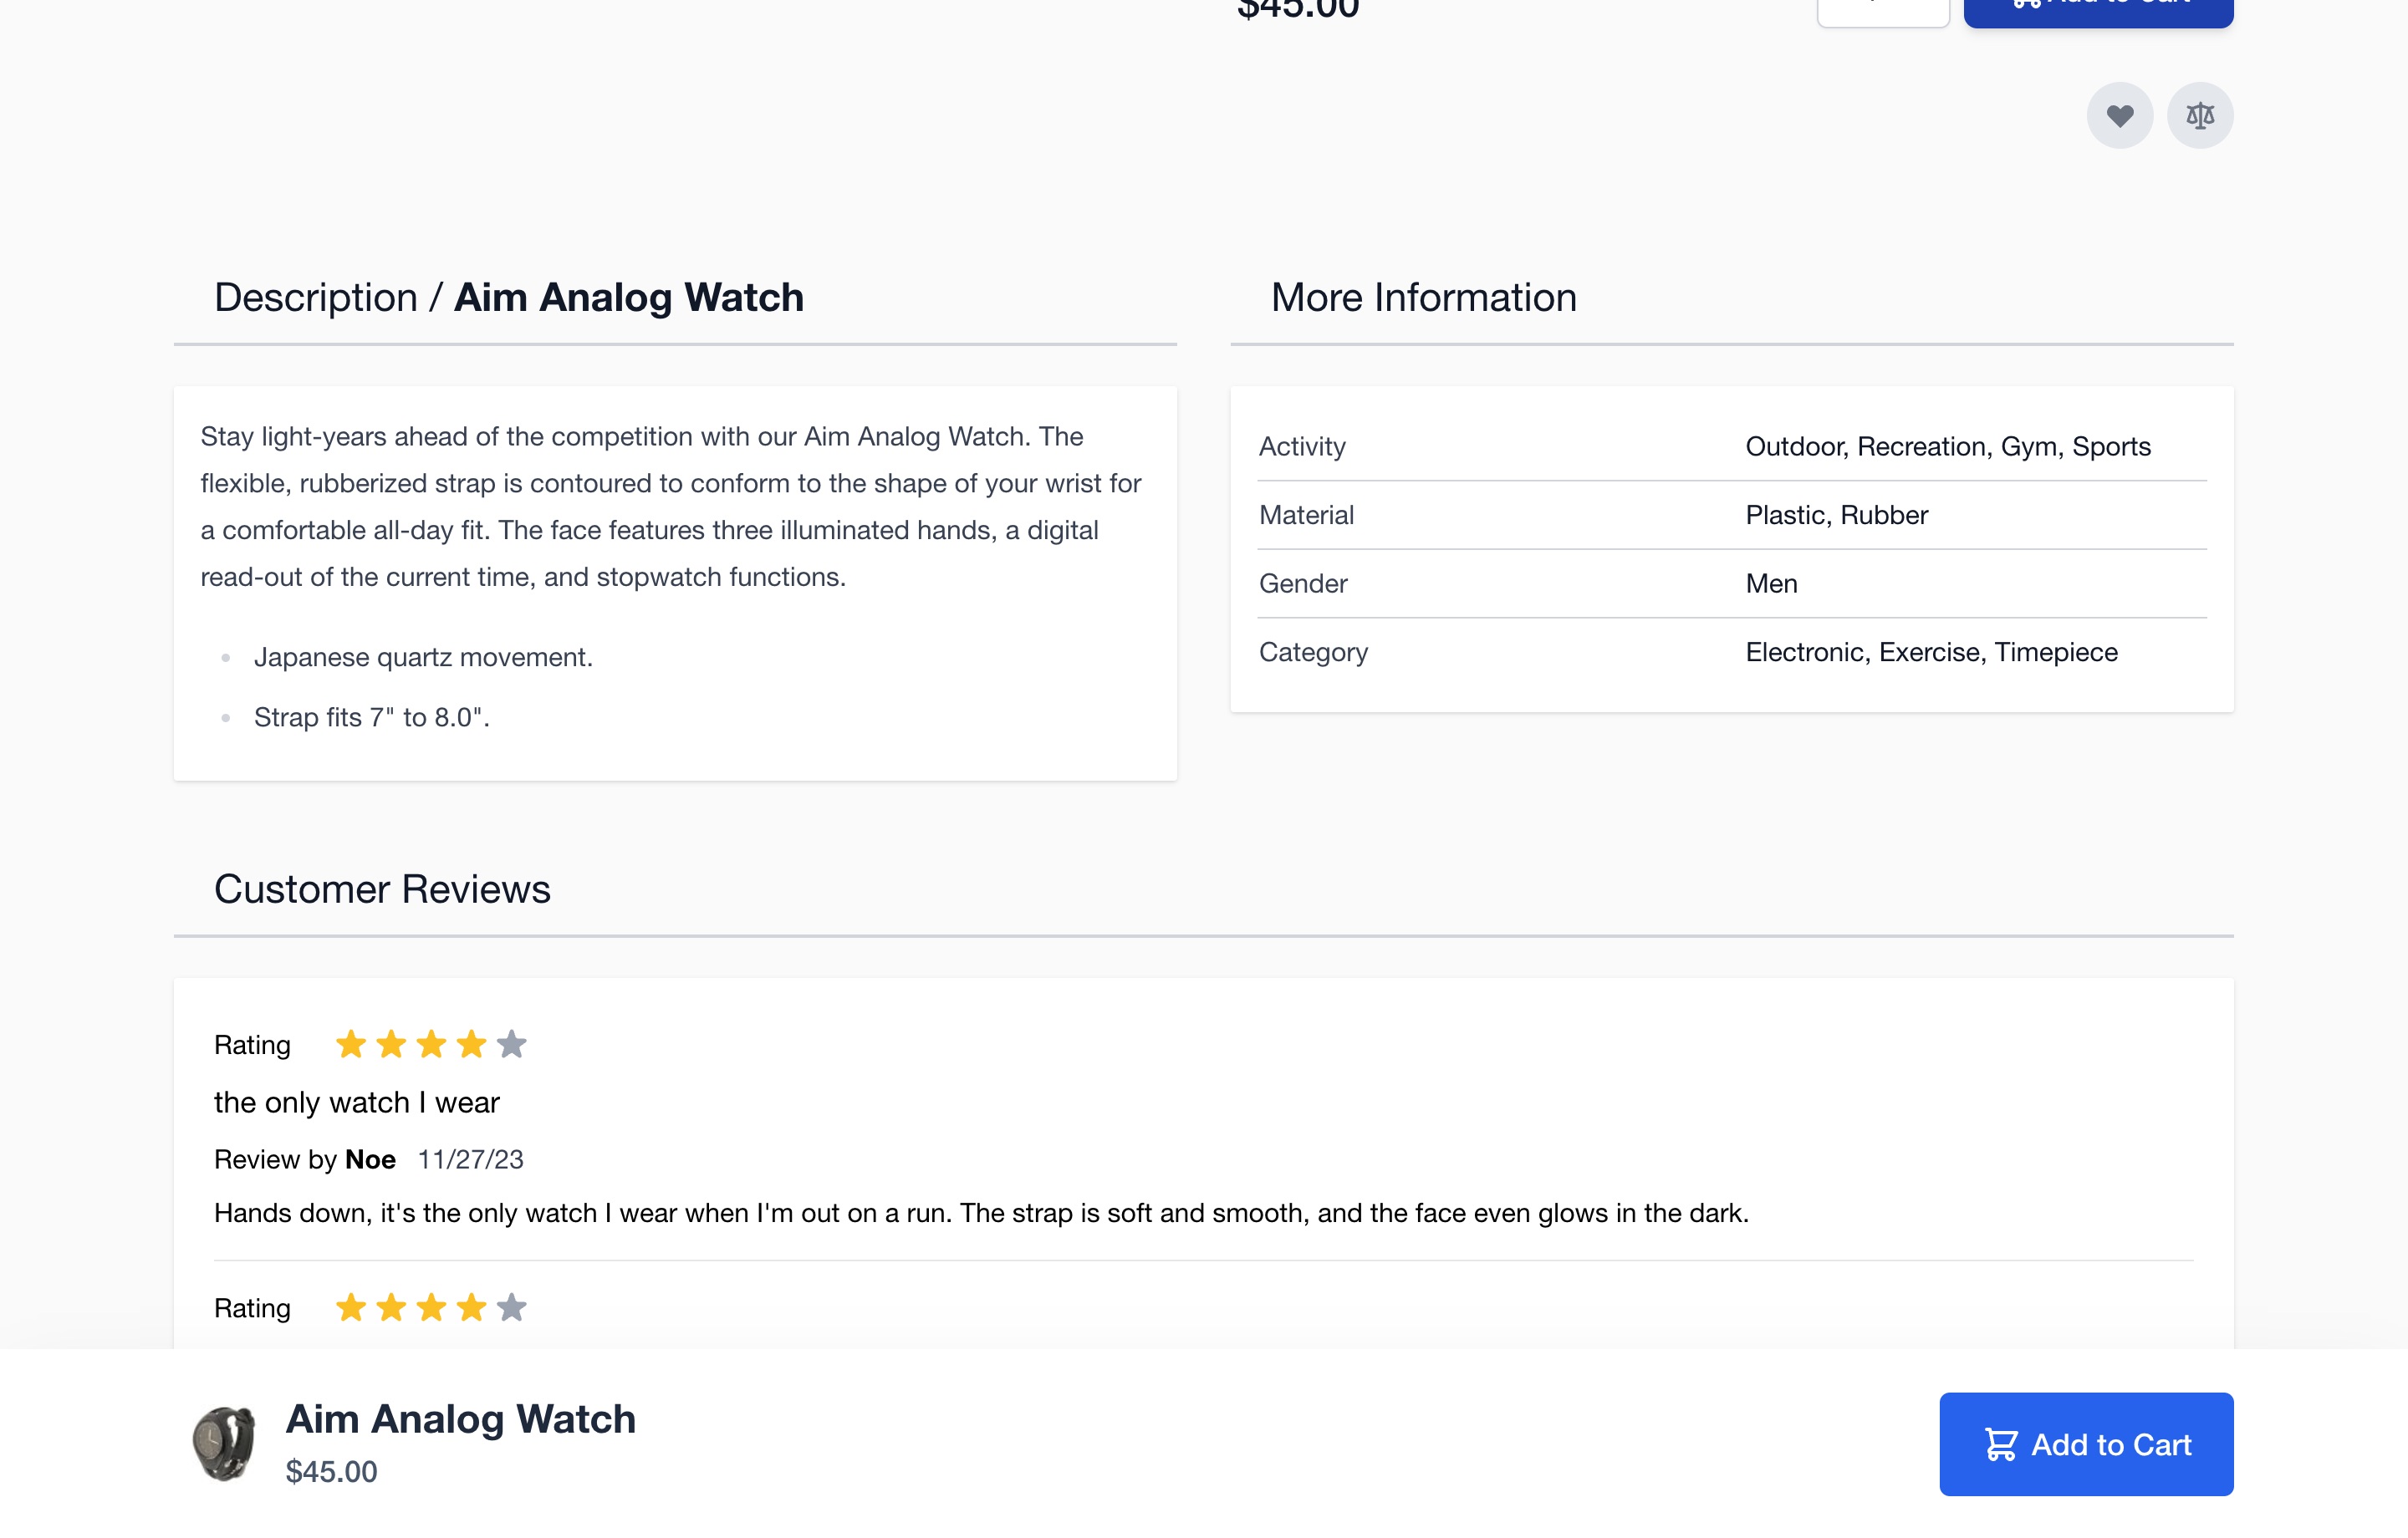 $45.00
Add to Cart
Description / Aim Analog Watch
More Information
Stay light-years ahead of the competition with our Aim Analog Watch. The
flexible, rubberized strap is contoured to conform to the shape of your wrist for
a comfortable all-day fit. The face features three illuminated hands, a digital
read-out of the current time, and stopwatch functions.
Japanese quartz movement.
Strap fits 7" to 8.0".
Activity Outdoor, Recreation, Gym, Sports
Material Plastic, Rubber
Gender Men
Category Electronic, Exercise, Timepiece
Customer Reviews
Rating
the only watch I wear
Review by Noe 11/27/23
Hands down, it's the only watch I wear when I'm out on a run. The strap is soft and smooth, and the face even glows in the dark.
Rating
Aim Analog Watch
$45.00
Add to Cart